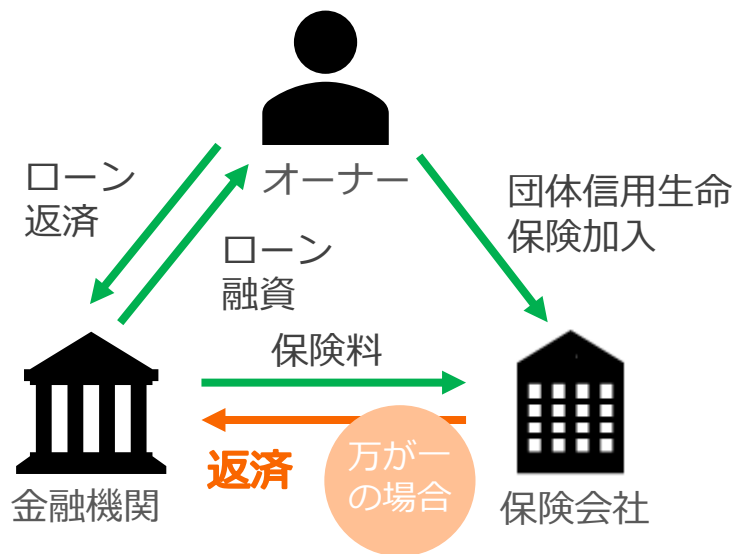 オーナー
ローン
返済
ローン
融資
団体信用生命
保険加入
保険料
返済
万が一
の場合
金融機関
保険会社